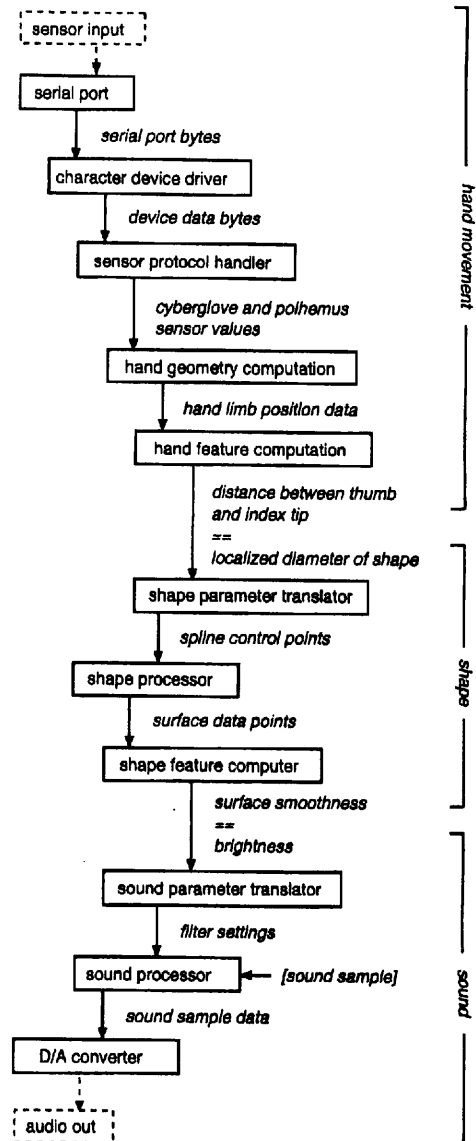 sensor input
serial port
serial port bytes
character device driver
device data bytes
sensor protocol handler
cyberglove and polhemus
sensor values
hand geometry computation
hand limb position data
hand feature computation
distance between thumb
and index tip
==
localized diameter of shape
hand movement
shape parameter translator
spline control points
shape processor
surface data points
shape feature computer
shape
surface smoothness
==
brightness
sound parameter translator
filter settings
sound processor
[sound sample]
sound sample data
D/A converter
audio out
sound